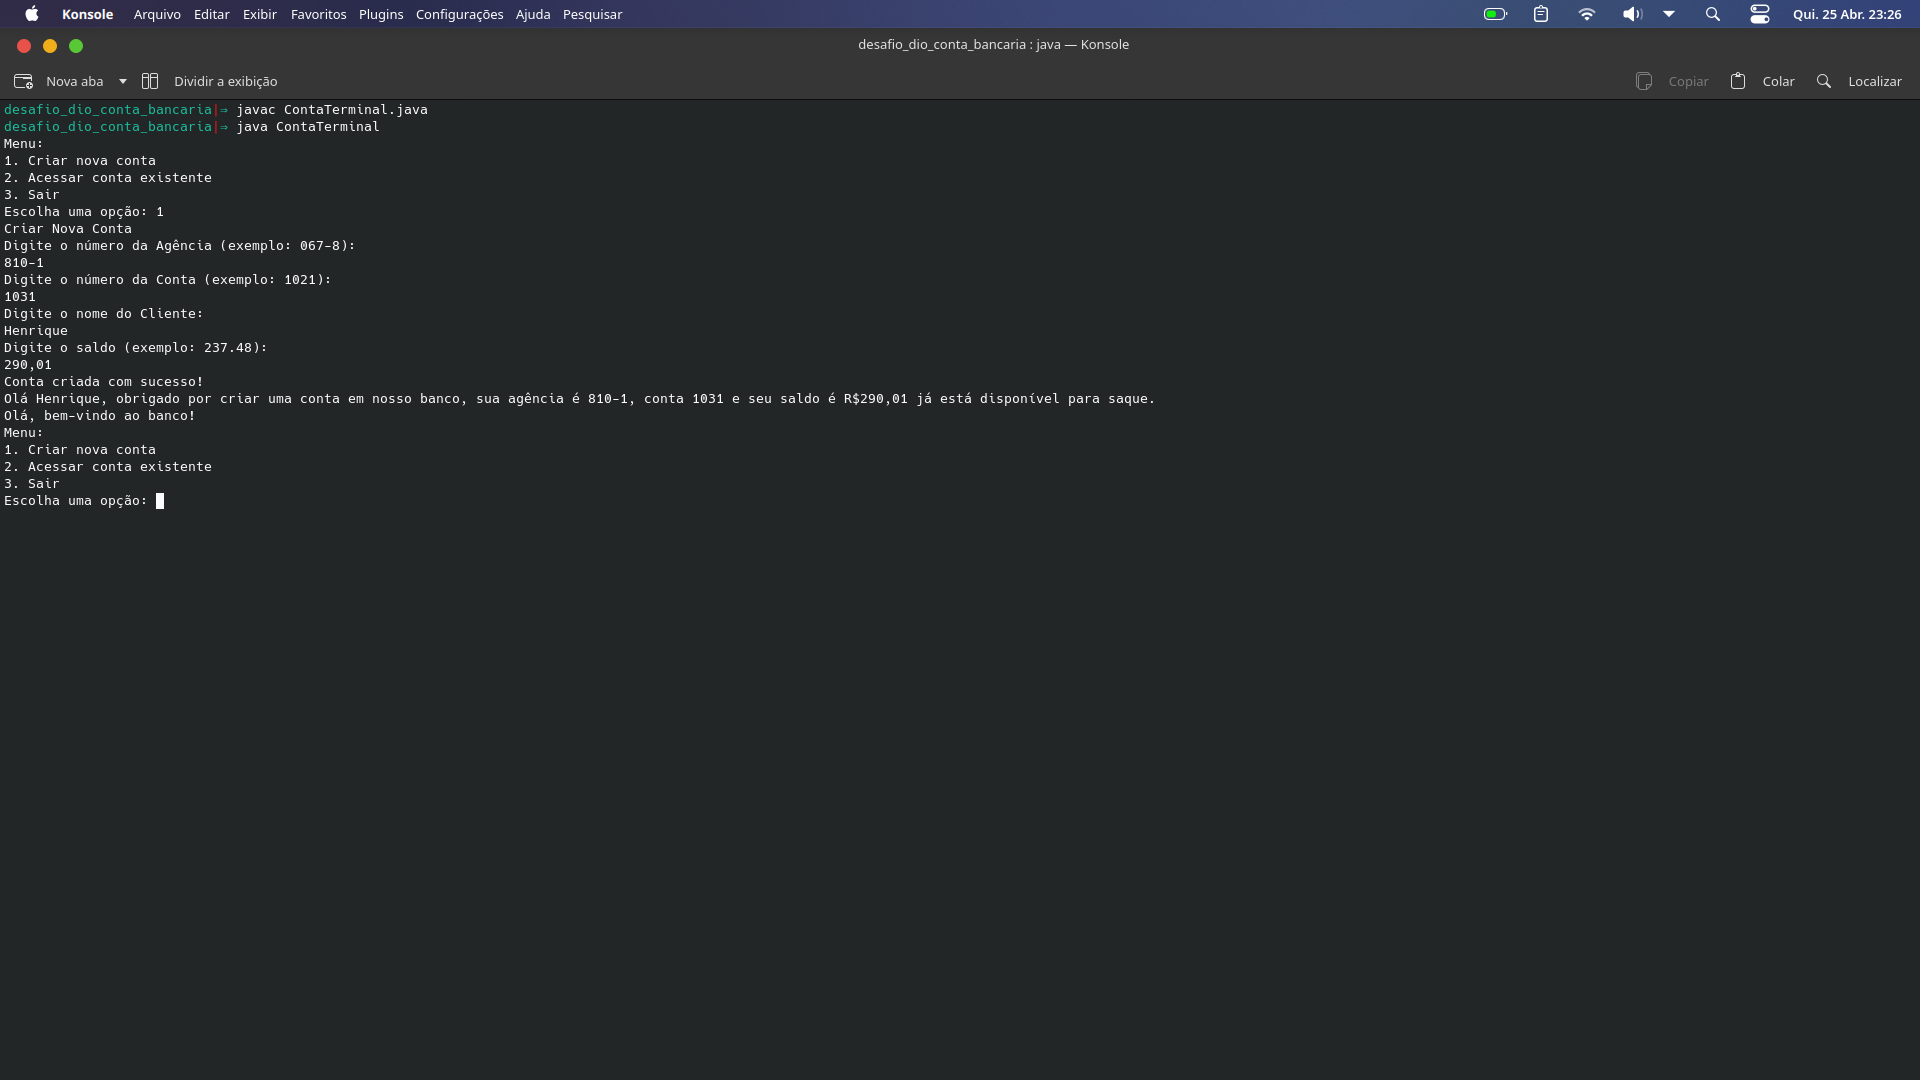 Konsole Arquivo Editar Exibir Favoritos Plugins Configurações Ajuda Pesquisar Qui. 25 Abr. 23:26
desafio_dio_conta_bancaria : java — Konsole
Nova aba Dividir a exibição Copiar Colar Localizar
desafio_dio_conta_bancaria|⇒ javac ContaTerminal.java
desafio_dio_conta_bancaria|⇒ java ContaTerminal
Menu:
1. Criar nova conta
2. Acessar conta existente
3. Sair
Escolha uma opção: 1
Criar Nova Conta
Digite o número da Agência (exemplo: 067-8):
810-1
Digite o número da Conta (exemplo: 1021):
1031
Digite o nome do Cliente:
Henrique
Digite o saldo (exemplo: 237.48):
290,01
Conta criada com sucesso!
Olá Henrique, obrigado por criar uma conta em nosso banco, sua agência é 810-1, conta 1031 e seu saldo é R$290,01 já está disponível para saque.
Olá, bem-vindo ao banco!
Menu:
1. Criar nova conta
2. Acessar conta existente
3. Sair
Escolha uma opção: